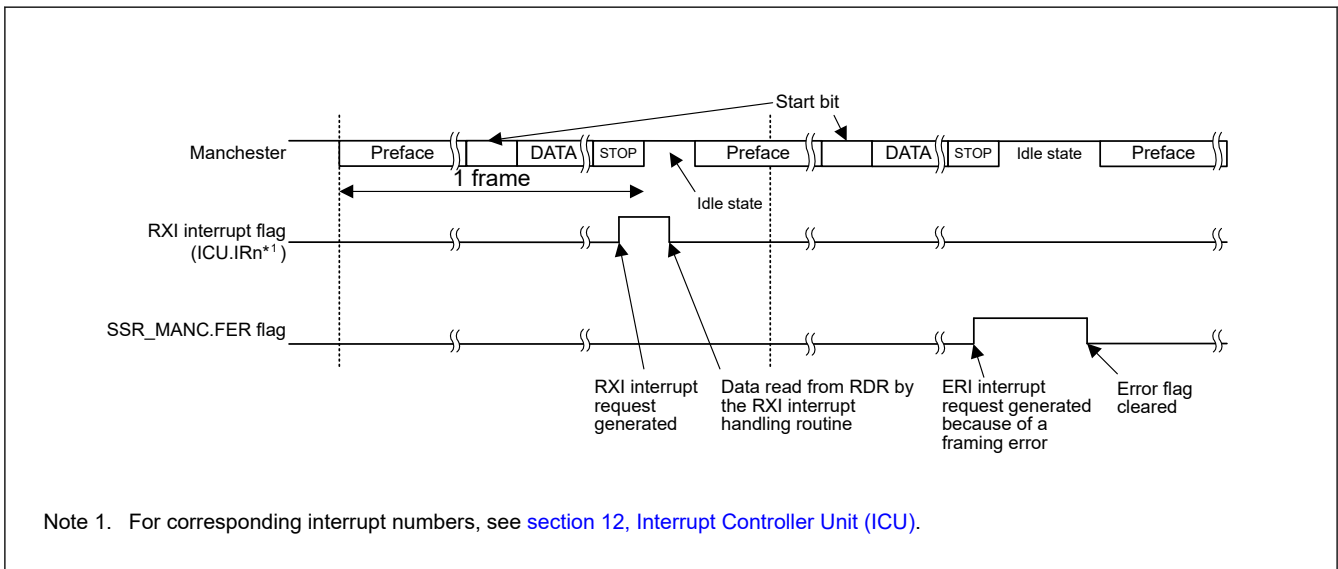 Start bit
Manchester
Preface
DATA
STOP
Preface
DATA
STOP
Idle state
Preface
1 frame
Idle state
RXI interrupt flag
(ICU.IRn*1)
SSR_MANC.FER flag
RXI interrupt
request
generated
Data read from RDR by
the RXI interrupt
handling routine
ERI interrupt
request generated
because of a
framing error
Error flag
cleared
Note 1. For corresponding interrupt numbers, see section 12, Interrupt Controller Unit (ICU).